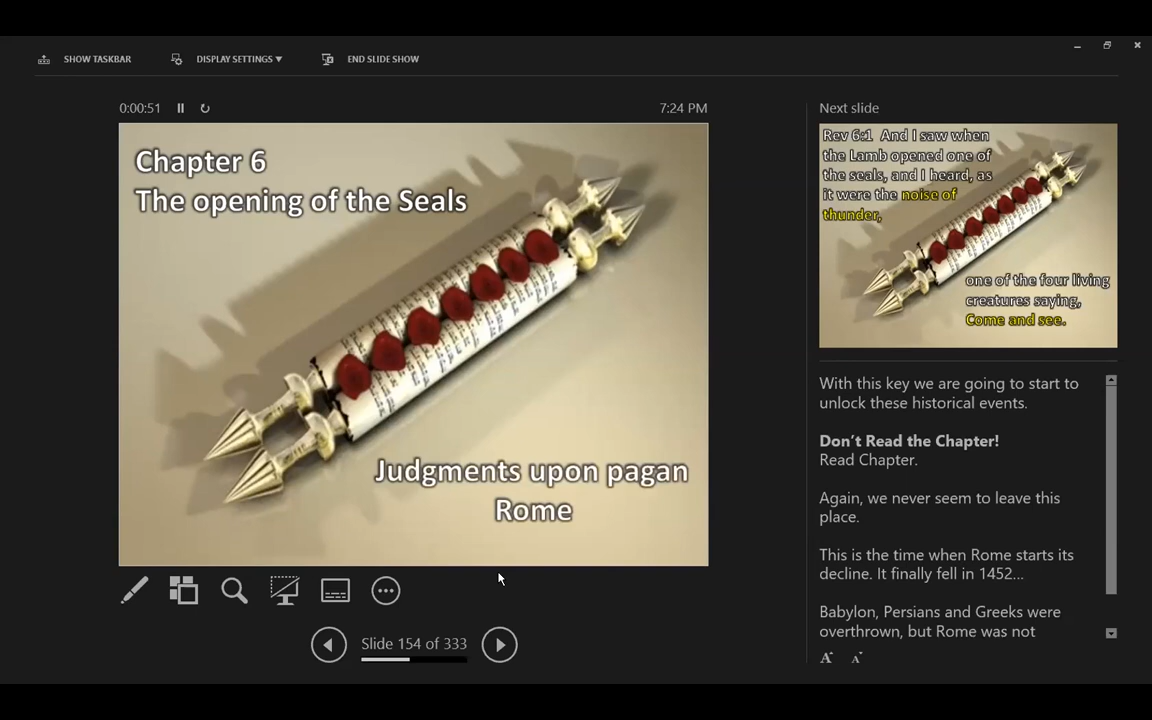 SHOW TASKBAR
DISPLAY SETTINGS ▼
END SLIDE SHOW
0:00:51
7:24 PM
Chapter 6
The opening of the Seals
Judgments upon pagan
Rome
Slide 154 of 333
Next slide
Rev 6:1 And I saw when
the Lamb opened one of
the seals, and I heard, as
it were the noise of
thunder,
one of the four living
creatures saying,
Come and see.
With this key we are going to start to
unlock these historical events.
Don't Read the Chapter!
Read Chapter.
Again, we never seem to leave this
place.
This is the time when Rome starts its
decline. It finally fell in 1452...
Babylon, Persians and Greeks were
overthrown, but Rome was not
A A